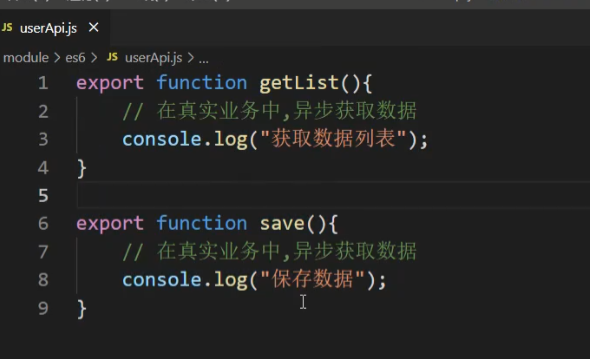 JS userApi.js ×
module > es6 > JS userApi.js > ...
1 export function getList(){
2 // 在真实业务中,异步获取数据
3 console.log("获取数据列表");
4 }
5
6 export function save(){
7 // 在真实业务中,异步获取数据
8 console.log("保存数据");
9 }